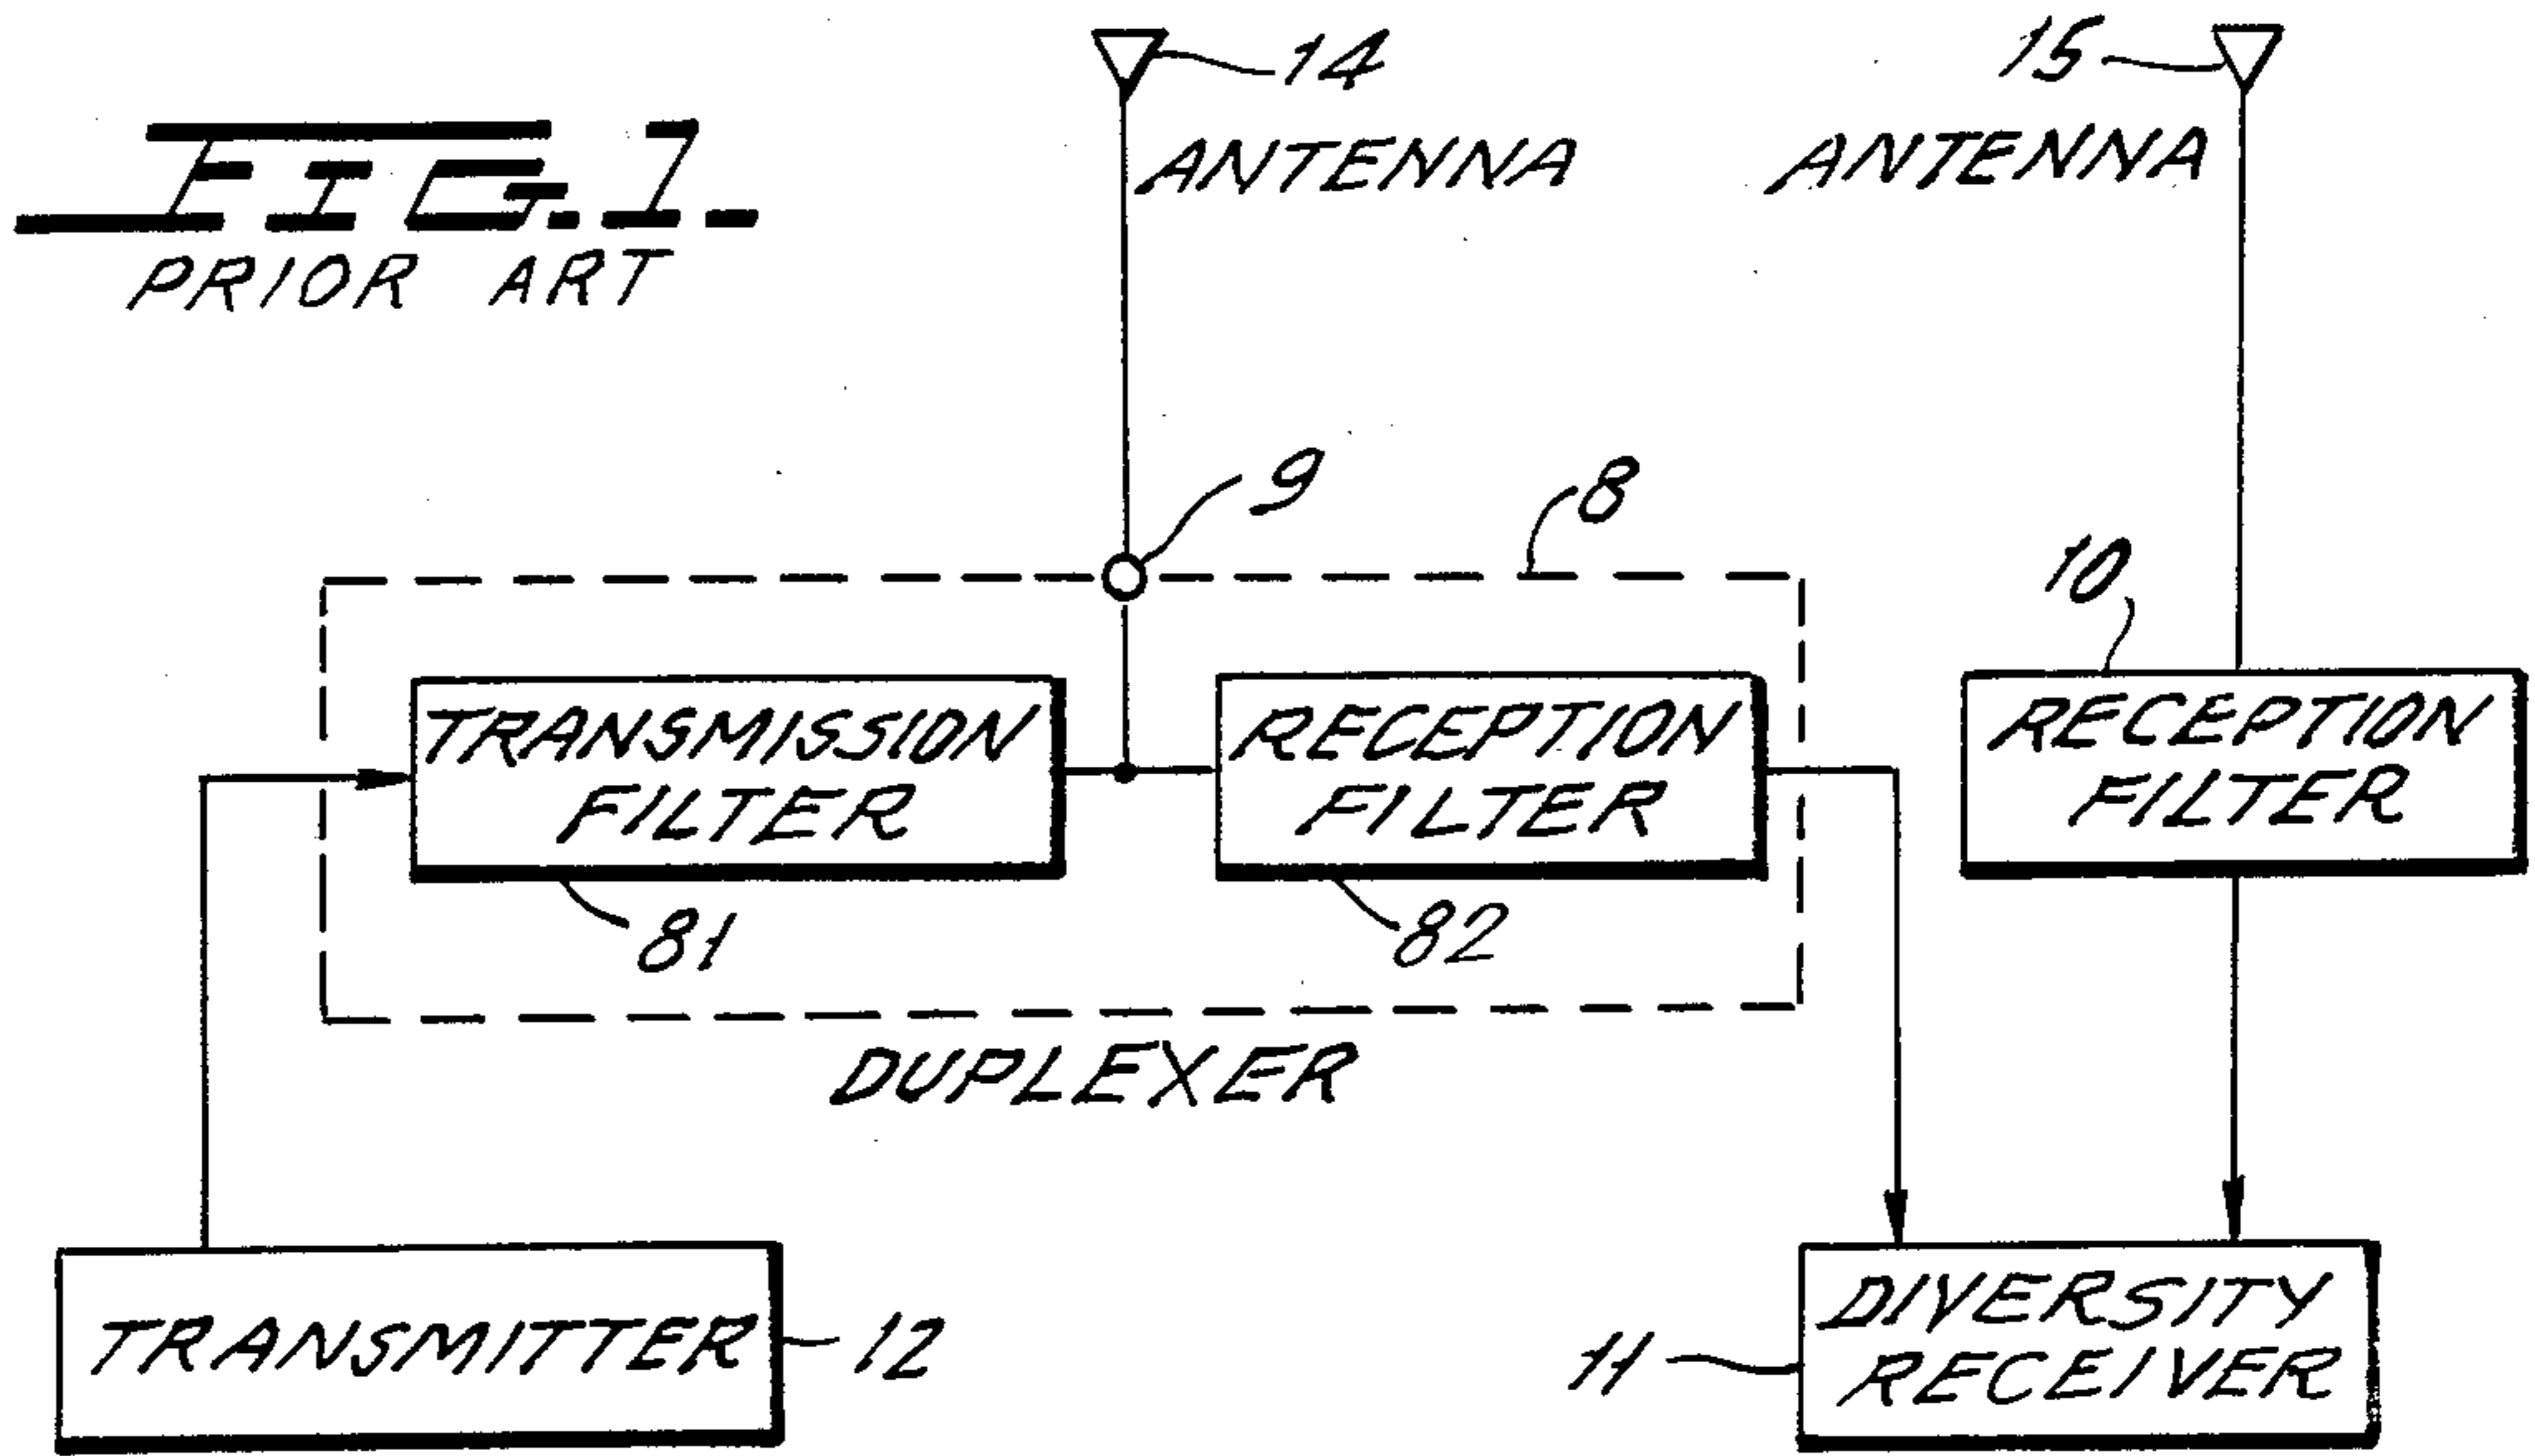 FIG. 1.
PRIOR ART
14
ANTENNA
15
ANTENNA
9
8
10
TRANSMISSION
FILTER
81
RECEPTION
FILTER
82
RECEPTION
FILTER
DUPLEXER
TRANSMITTER
12
11
DIVERSITY
RECEIVER